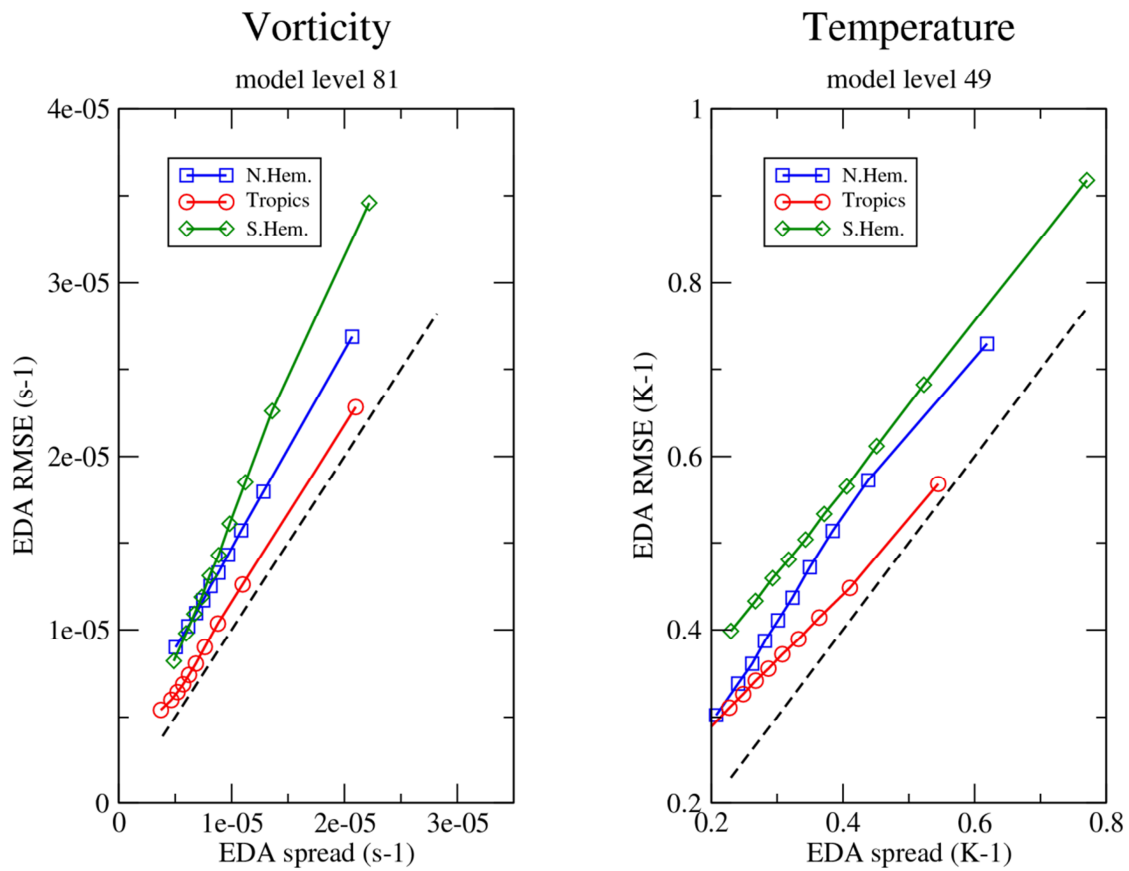 Vorticity
model level 81
4e-05
3e-05
2e-05
1e-05
0
EDA RMSE (s-1)
N.Hem.
Tropics
S.Hem.
0
1e-05
2e-05
3e-05
EDA spread (s-1)
Temperature
model level 49
1
0.8
0.6
0.4
0.2
EDA RMSE (K-1)
N.Hem.
Tropics
S.Hem.
0.2
0.4
0.6
0.8
EDA spread (K-1)